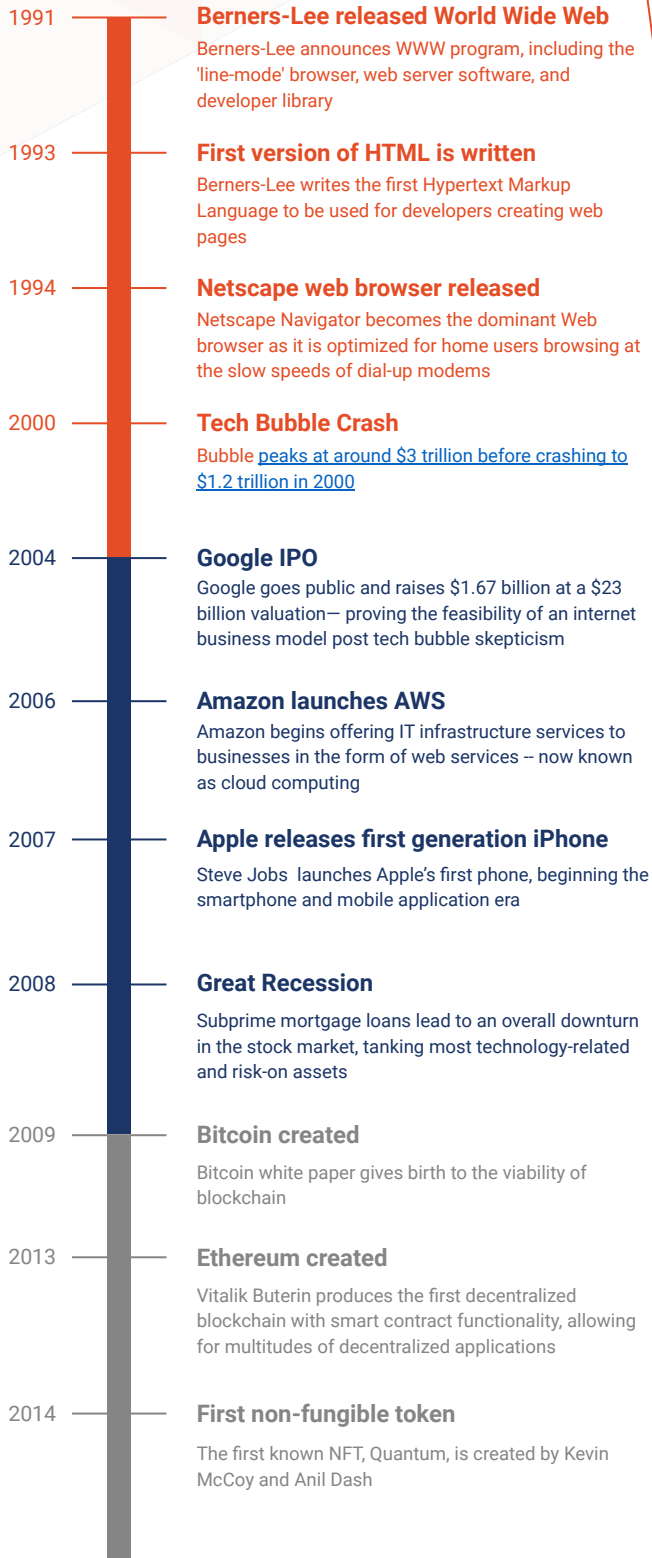 1991
Berners-Lee released World Wide Web
Berners-Lee announces WWW program, including the
'line-mode' browser, web server software, and
developer library
1993
First version of HTML is written
Berners-Lee writes the first Hypertext Markup
Language to be used for developers creating web
pages
1994
Netscape web browser released
Netscape Navigator becomes the dominant Web
browser as it is optimized for home users browsing at
the slow speeds of dial-up modems
2000
Tech Bubble Crash
Bubble peaks at around $3 trillion before crashing to
$1.2 trillion in 2000
2004
Google IPO
Google goes public and raises $1.67 billion at a $23
billion valuation— proving the feasibility of an internet
business model post tech bubble skepticism
2006
Amazon launches AWS
Amazon begins offering IT infrastructure services to
businesses in the form of web services -- now known
as cloud computing
2007
Apple releases first generation iPhone
Steve Jobs  launches Apple’s first phone, beginning the
smartphone and mobile application era
2008
Great Recession
Subprime mortgage loans lead to an overall downturn
in the stock market, tanking most technology-related
and risk-on assets
2009
Bitcoin created
Bitcoin white paper gives birth to the viability of
blockchain
2013
Ethereum created
Vitalik Buterin produces the first decentralized
blockchain with smart contract functionality, allowing
for multitudes of decentralized applications
2014
First non-fungible token
The first known NFT, Quantum, is created by Kevin
McCoy and Anil Dash